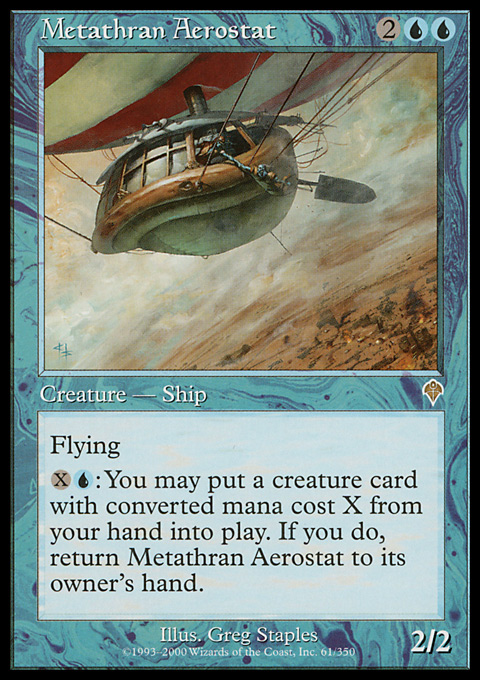 Metathran Aerostat 2
Creature — Ship
Flying
X : You may put a creature card
with converted mana cost X from
your hand into play. If you do,
return Metathran Aerostat to its
owner's hand.
Illus. Greg Staples
2/2
©1993–2000 Wizards of the Coast, Inc. 61/350